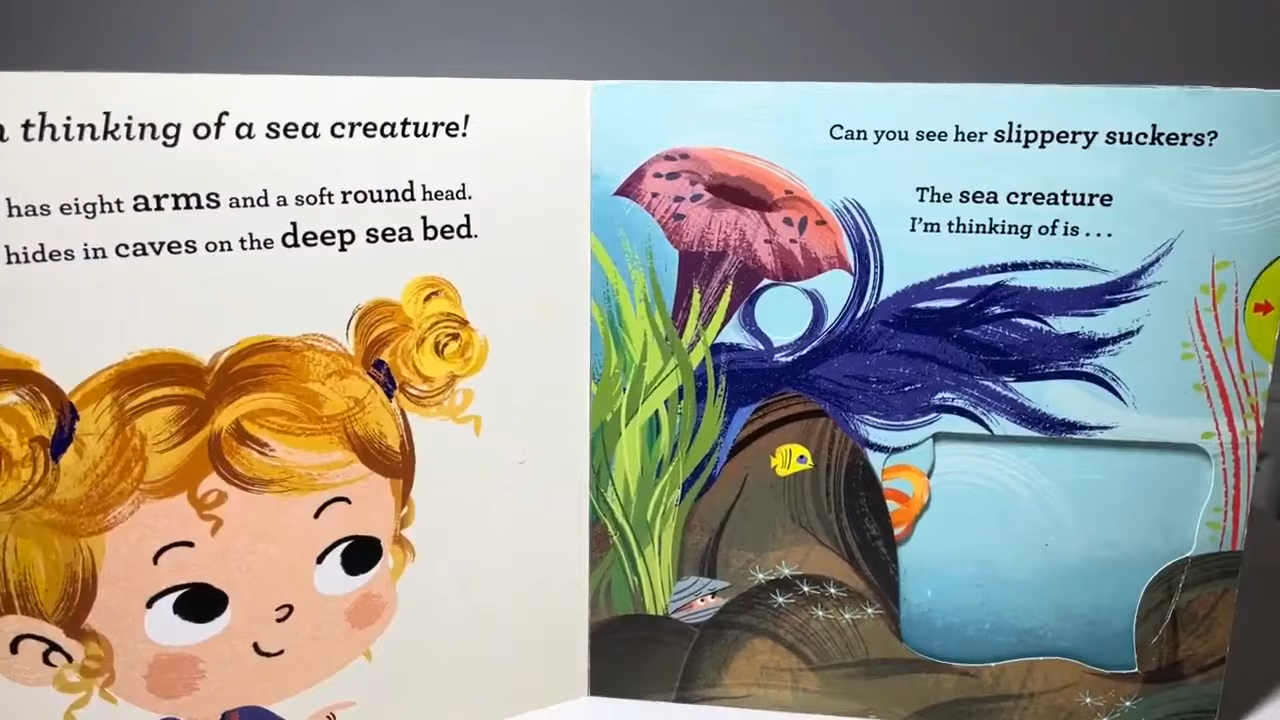 thinking of a sea creature!
has eight arms and a soft round head.
hides in caves on the deep sea bed.
Can you see her slippery suckers?
The sea creature
I'm thinking of is . . .